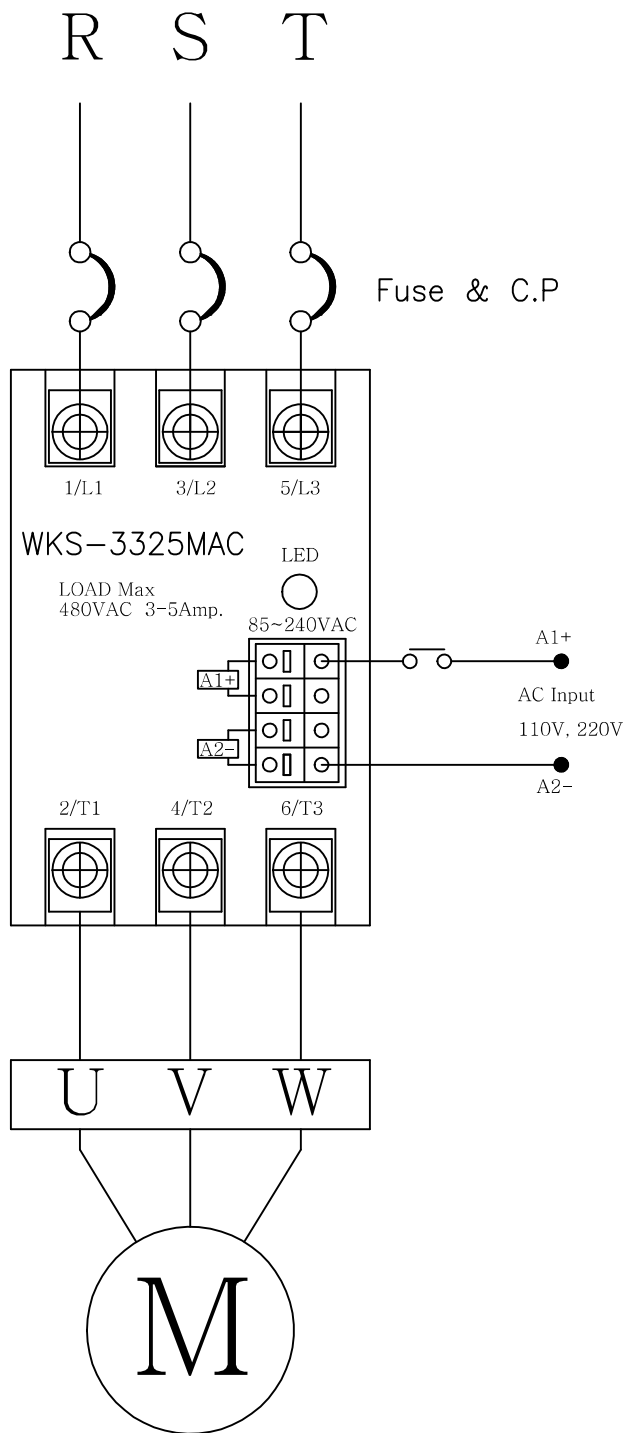 R S T
Fuse & C.P
1/L1 3/L2 5/L3
WKS-3325MAC
LED
LOAD Max
480VAC 3-5Amp.
85~240VAC
A1+
A1+
AC Input
110V, 220V
A2-
A2-
2/T1 4/T2 6/T3
U V W
M